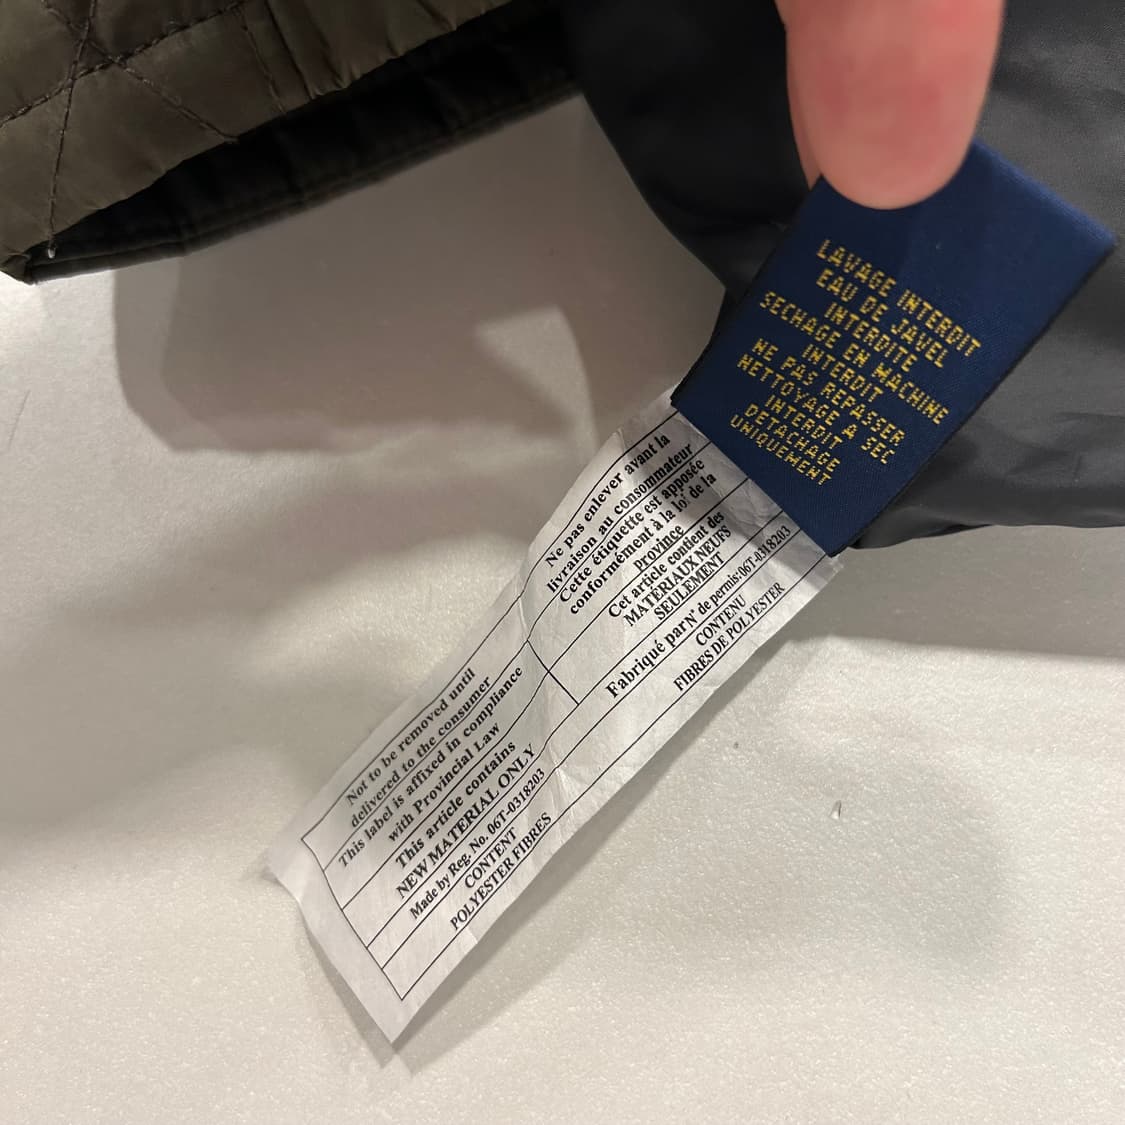 LAVAGE INTERDIT
EAU DE JAVEL
INTERDITE
SECHAGE EN MACHINE
INTERDIT
NE PAS REPASSER
NETTOYAGE A SEC
INTERDIT
DETACHAGE
UNIQUEMENT
Ne pas enlever avant la
livraison au consommateur
Cette étiquette est apposée
conformément à la loi de la
province
Cet article contient des
MATÉRIAUX NEUFS
SEULEMENT
Fabriqué par N° de permis:06T-0318203
CONTENU
FIBRES DE POLYESTER
Not to be removed until
delivered to the consumer
This label is affixed in compliance
with Provincial Law
This article contains
NEW MATERIAL ONLY
Made by Reg. No. 06T-0318203
CONTENT
POLYESTER FIBRES